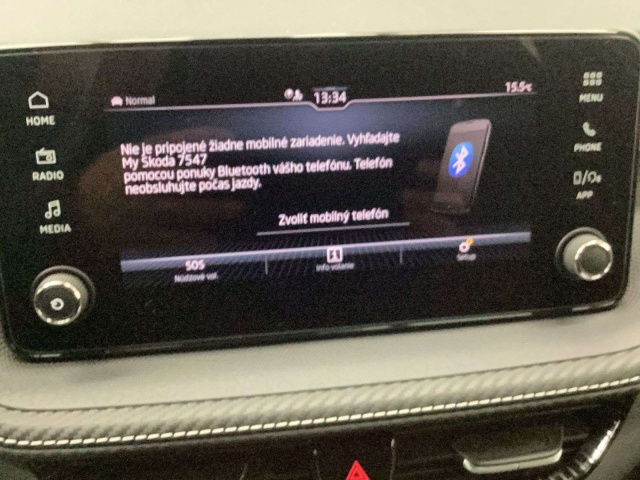 HOME
RADIO
MEDIA
Normal
13:34
15.5°C
Nie je pripojené žiadne mobilné zariadenie. Vyhľadajte
My Škoda 7547
pomocou ponuky Bluetooth vášho telefónu. Telefón
neobsluhujte počas jazdy.
Zvoliť mobilný telefón
SOS
Núdzové vol.
Info volanie
Setup
MENU
PHONE
APP